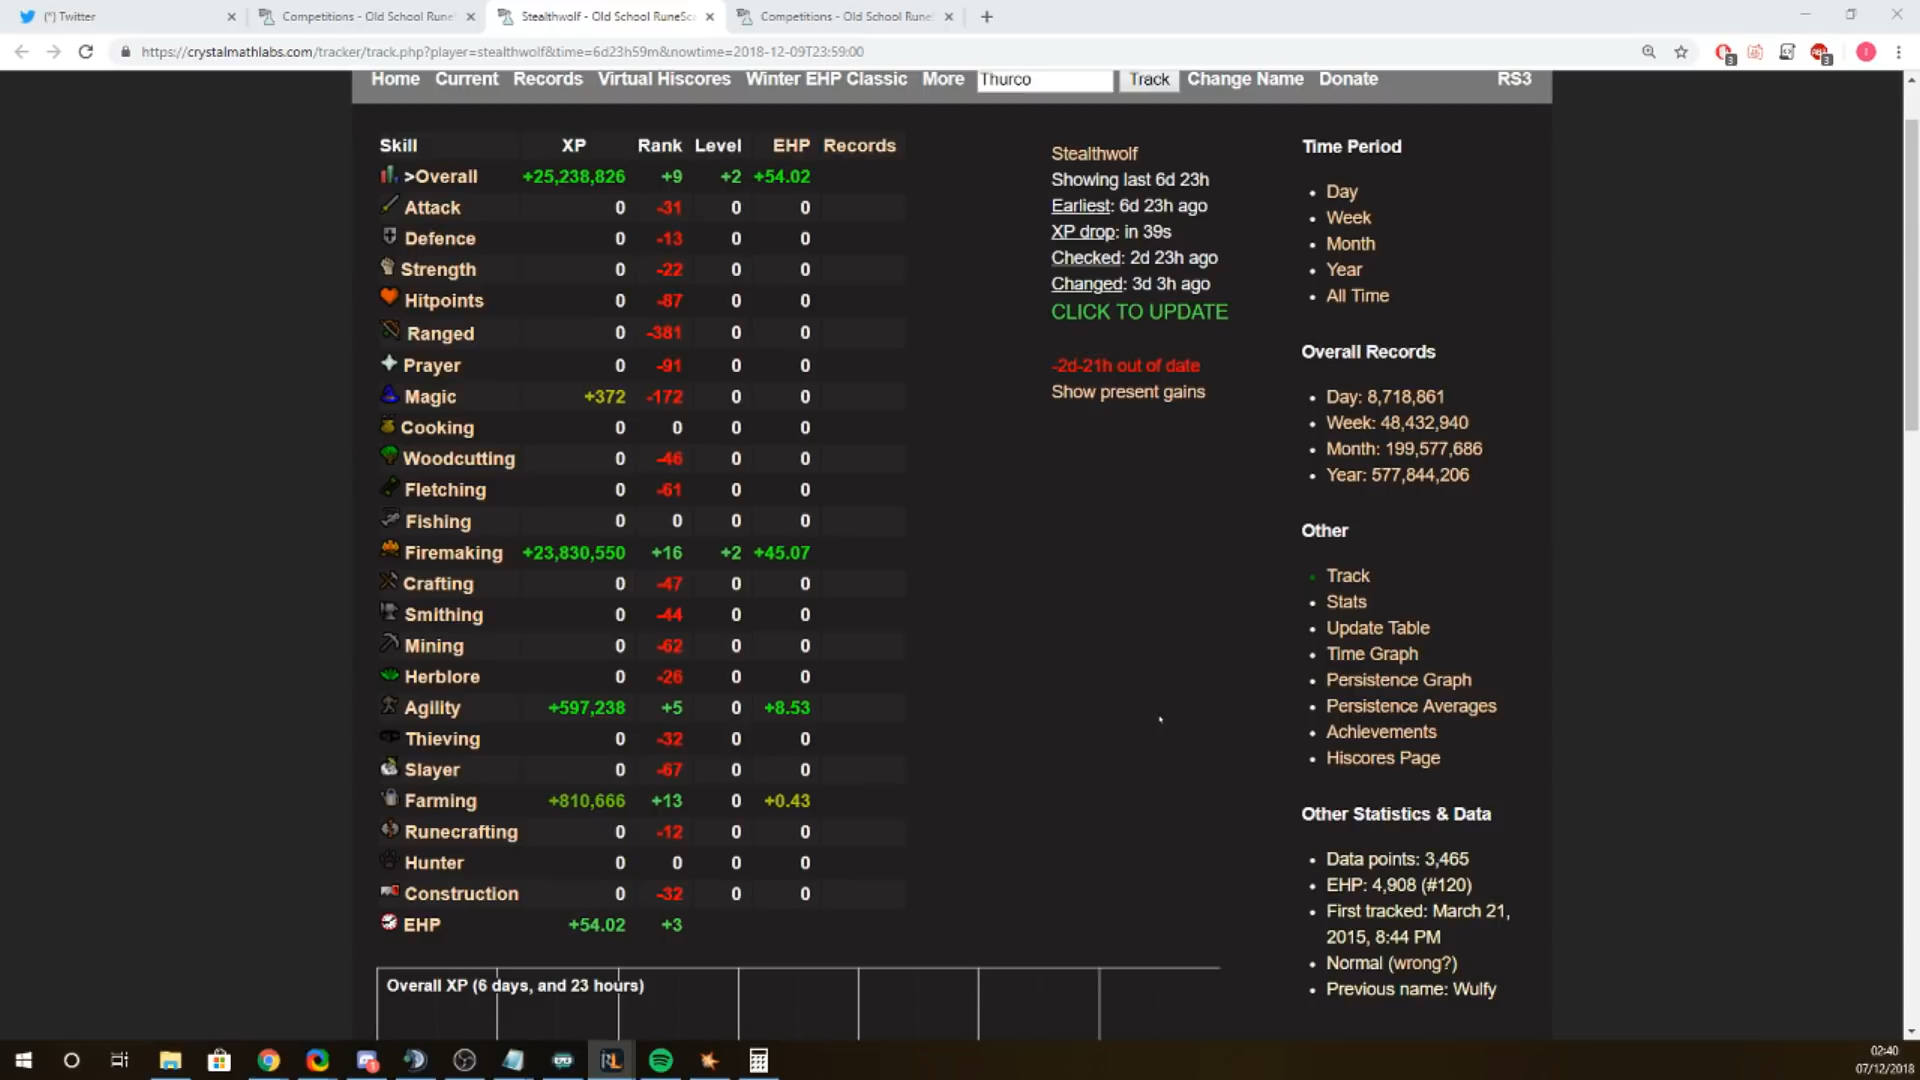 (*) Twitter
Competitions - Old School Rune
Stealthwolf - Old School RuneSc
Competitions - Old School Rune
https://crystalmathlabs.com/tracker/track.php?player=stealthwolf&time=6d23h59m&nowtime=2018-12-09T23:59:00
Home Current Records Virtual Hiscores Winter EHP Classic More Thurco Track Change Name Donate RS3
Skill XP Rank Level EHP Records
>Overall +25,238,826 +9 +2 +54.02
Attack 0 -31 0 0
Defence 0 -13 0 0
Strength 0 -22 0 0
Hitpoints 0 -87 0 0
Ranged 0 -381 0 0
Prayer 0 -91 0 0
Magic +372 -172 0 0
Cooking 0 0 0 0
Woodcutting 0 -46 0 0
Fletching 0 -61 0 0
Fishing 0 0 0 0
Firemaking +23,830,550 +16 +2 +45.07
Crafting 0 -47 0 0
Smithing 0 -44 0 0
Mining 0 -62 0 0
Herblore 0 -26 0 0
Agility +597,238 +5 0 +8.53
Thieving 0 -32 0 0
Slayer 0 -67 0 0
Farming +810,666 +13 0 +0.43
Runecrafting 0 -12 0 0
Hunter 0 0 0 0
Construction 0 -32 0 0
EHP +54.02 +3
Overall XP (6 days, and 23 hours)
Stealthwolf
Showing last 6d 23h
Earliest: 6d 23h ago
XP drop: in 39s
Checked: 2d 23h ago
Changed: 3d 3h ago
CLICK TO UPDATE
-2d-21h out of date
Show present gains
Time Period
Day
Week
Month
Year
All Time
Overall Records
Day: 8,718,861
Week: 48,432,940
Month: 199,577,686
Year: 577,844,206
Other
Track
Stats
Update Table
Time Graph
Persistence Graph
Persistence Averages
Achievements
Hiscores Page
Other Statistics & Data
Data points: 3,465
EHP: 4,908 (#120)
First tracked: March 21,
2015, 8:44 PM
Normal (wrong?)
Previous name: Wulfy
02:40
07/12/2018